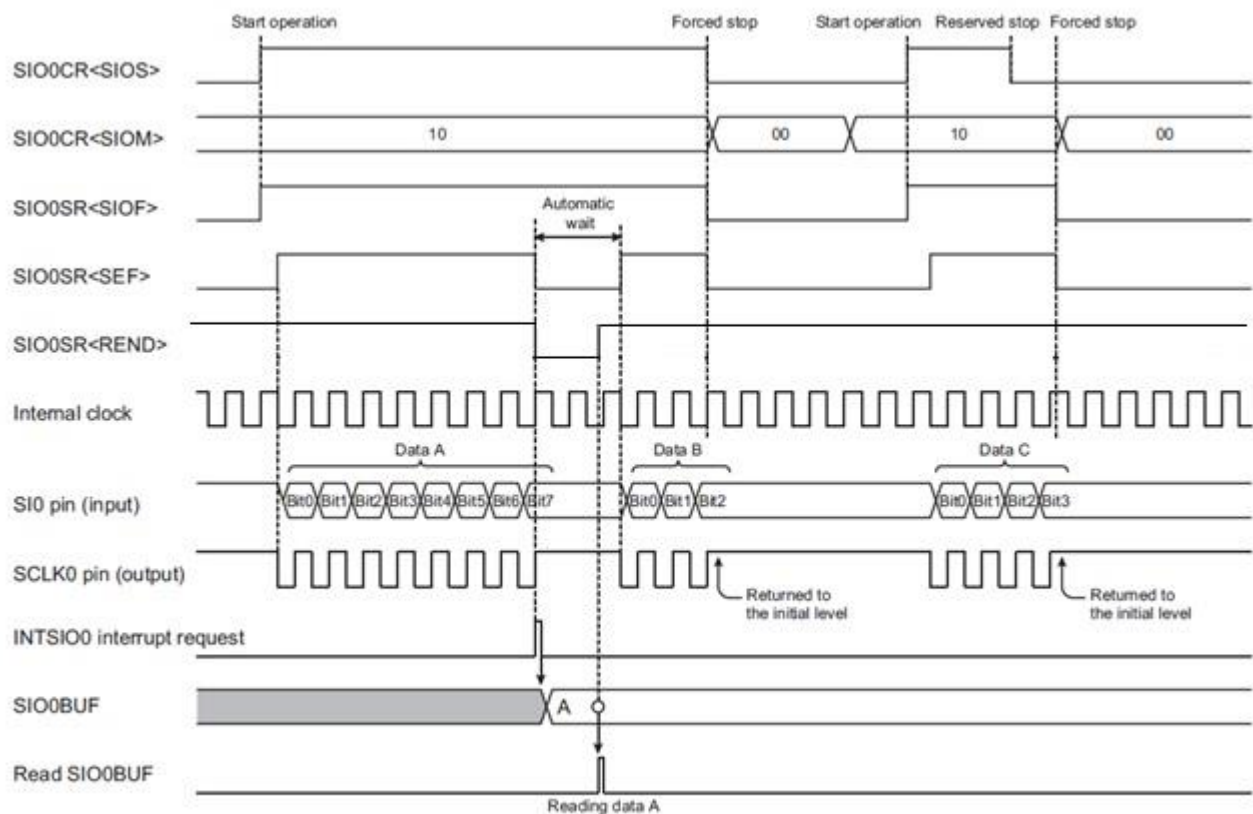 Start operation Forced stop Start operation Reserved stop Forced stop
SIO0CR<SIOS>
SIO0CR<SIOM> 10 00 10 00
SIO0SR<SIOF>
Automatic
wait
SIO0SR<SEF>
SIO0SR<REND>
Internal clock
Data A Data B Data C
SI0 pin (input) Bit0 Bit1 Bit2 Bit3 Bit4 Bit5 Bit6 Bit7 Bit0 Bit1 Bit2 Bit0 Bit1 Bit2 Bit3
SCLK0 pin (output)
Returned to Returned to
the initial level the initial level
INTSIO0 interrupt request
SIO0BUF A
Read SIO0BUF
Reading data A